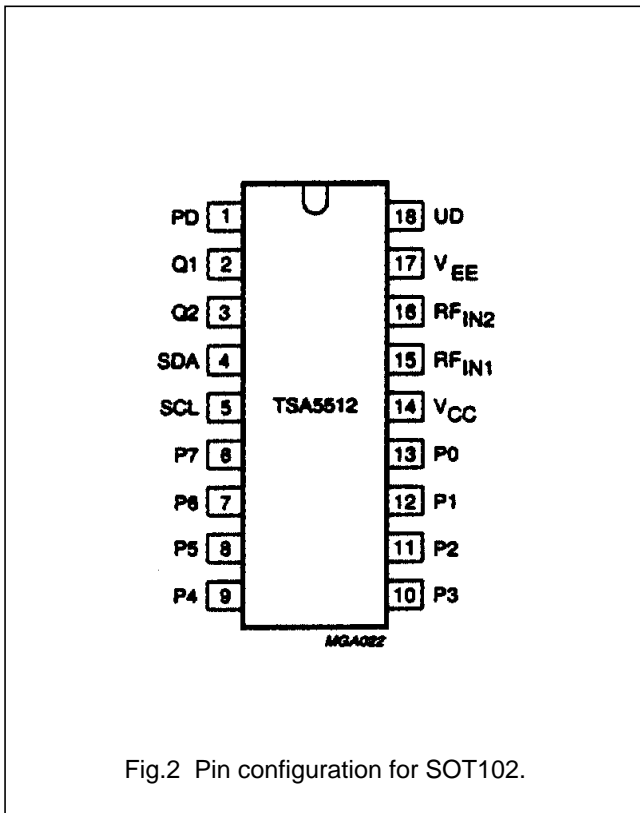 PD 1 18 UD
Q1 2 17 VEE
Q2 3 16 RFIN2
SDA 4 15 RFIN1
SCL 5 TSA5512 14 VCC
P7 6 13 P0
P6 7 12 P1
P5 8 11 P2
P4 9 10 P3
MGA022
Fig.2 Pin configuration for SOT102.